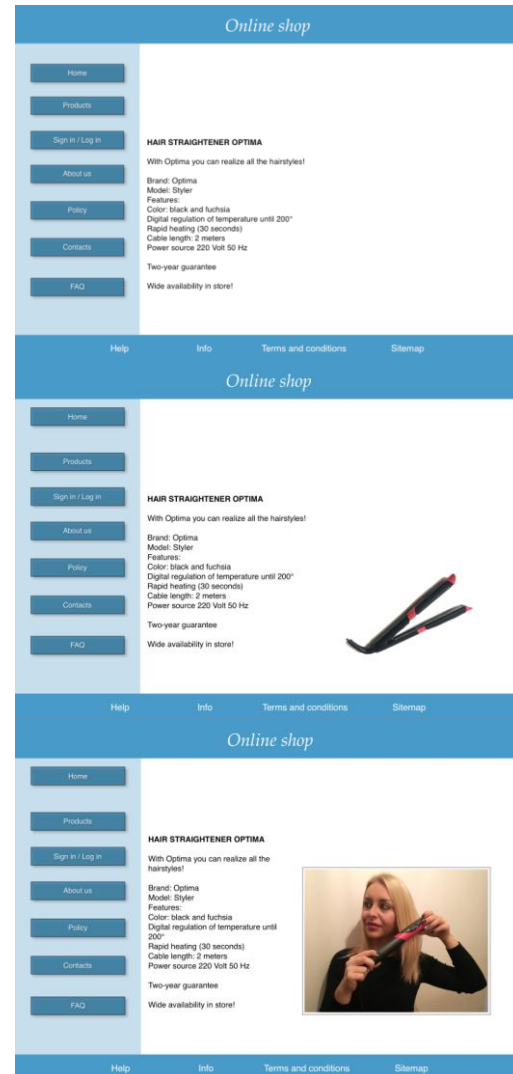 Online shop
Home
Products
Sign in / Log in
About us
Policy
Contacts
FAQ
HAIR STRAIGHTENER OPTIMA
With Optima you can realize all the hairstyles!
Brand: Optima
Model: Styler
Features:
Color: black and fuchsia
Digital regulation of temperature until 200°
Rapid heating (30 seconds)
Cable length: 2 meters
Power source 220 Volt 50 Hz
Two-year guarantee
Wide availability in store!
Help Info Terms and conditions Sitemap
Online shop
Home
Products
Sign in / Log in
About us
Policy
Contacts
FAQ
HAIR STRAIGHTENER OPTIMA
With Optima you can realize all the hairstyles!
Brand: Optima
Model: Styler
Features:
Color: black and fuchsia
Digital regulation of temperature until 200°
Rapid heating (30 seconds)
Cable length: 2 meters
Power source 220 Volt 50 Hz
Two-year guarantee
Wide availability in store!
Help Info Terms and conditions Sitemap
Online shop
Home
Products
Sign in / Log in
About us
Policy
Contacts
FAQ
HAIR STRAIGHTENER OPTIMA
With Optima you can realize all the
hairstyles!
Brand: Optima
Model: Styler
Features:
Color: black and fuchsia
Digital regulation of temperature until
200°
Rapid heating (30 seconds)
Cable length: 2 meters
Power source 220 Volt 50 Hz
Two-year guarantee
Wide availability in store!
Help Info Terms and conditions Sitemap